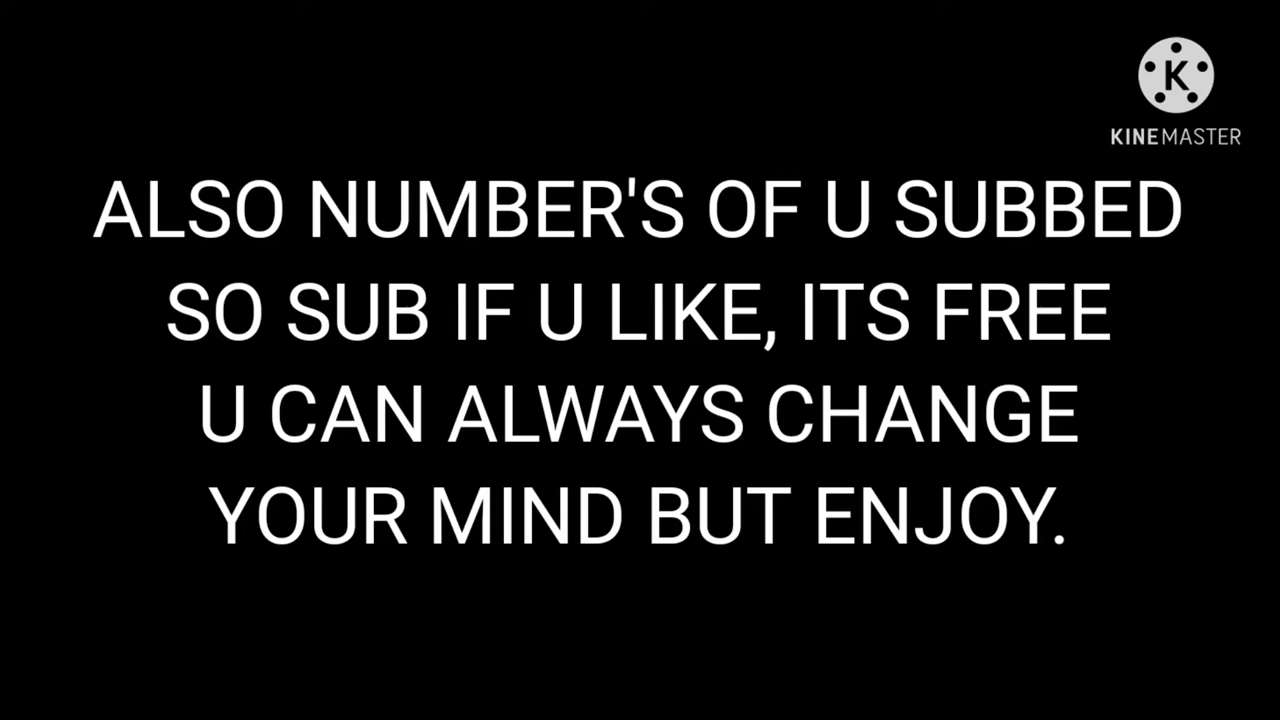 K
KINEMASTER
ALSO NUMBER'S OF U SUBBED
SO SUB IF U LIKE, ITS FREE
U CAN ALWAYS CHANGE
YOUR MIND BUT ENJOY.